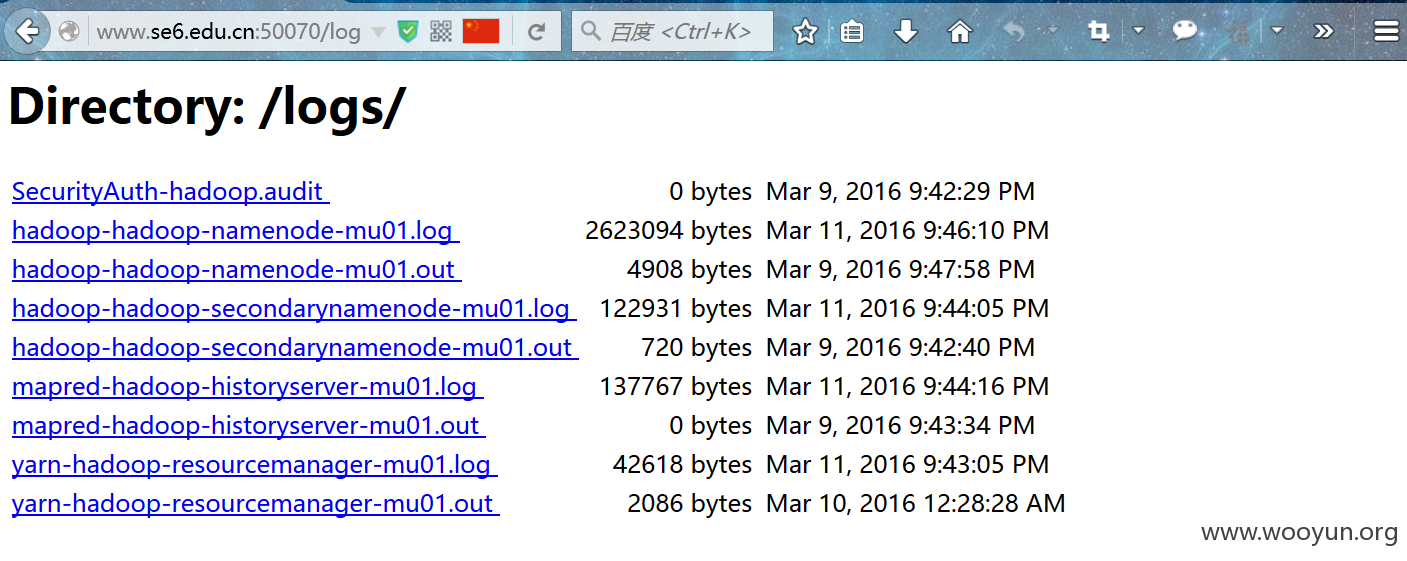 www.se6.edu.cn:50070/log
百度 <Ctrl+K>
Directory: /logs/
SecurityAuth-hadoop.audit 0 bytes Mar 9, 2016 9:42:29 PM
hadoop-hadoop-namenode-mu01.log 2623094 bytes Mar 11, 2016 9:46:10 PM
hadoop-hadoop-namenode-mu01.out 4908 bytes Mar 9, 2016 9:47:58 PM
hadoop-hadoop-secondarynamenode-mu01.log 122931 bytes Mar 11, 2016 9:44:05 PM
hadoop-hadoop-secondarynamenode-mu01.out 720 bytes Mar 9, 2016 9:42:40 PM
mapred-hadoop-historyserver-mu01.log 137767 bytes Mar 11, 2016 9:44:16 PM
mapred-hadoop-historyserver-mu01.out 0 bytes Mar 9, 2016 9:43:34 PM
yarn-hadoop-resourcemanager-mu01.log 42618 bytes Mar 11, 2016 9:43:05 PM
yarn-hadoop-resourcemanager-mu01.out 2086 bytes Mar 10, 2016 12:28:28 AM
www.wooyun.org